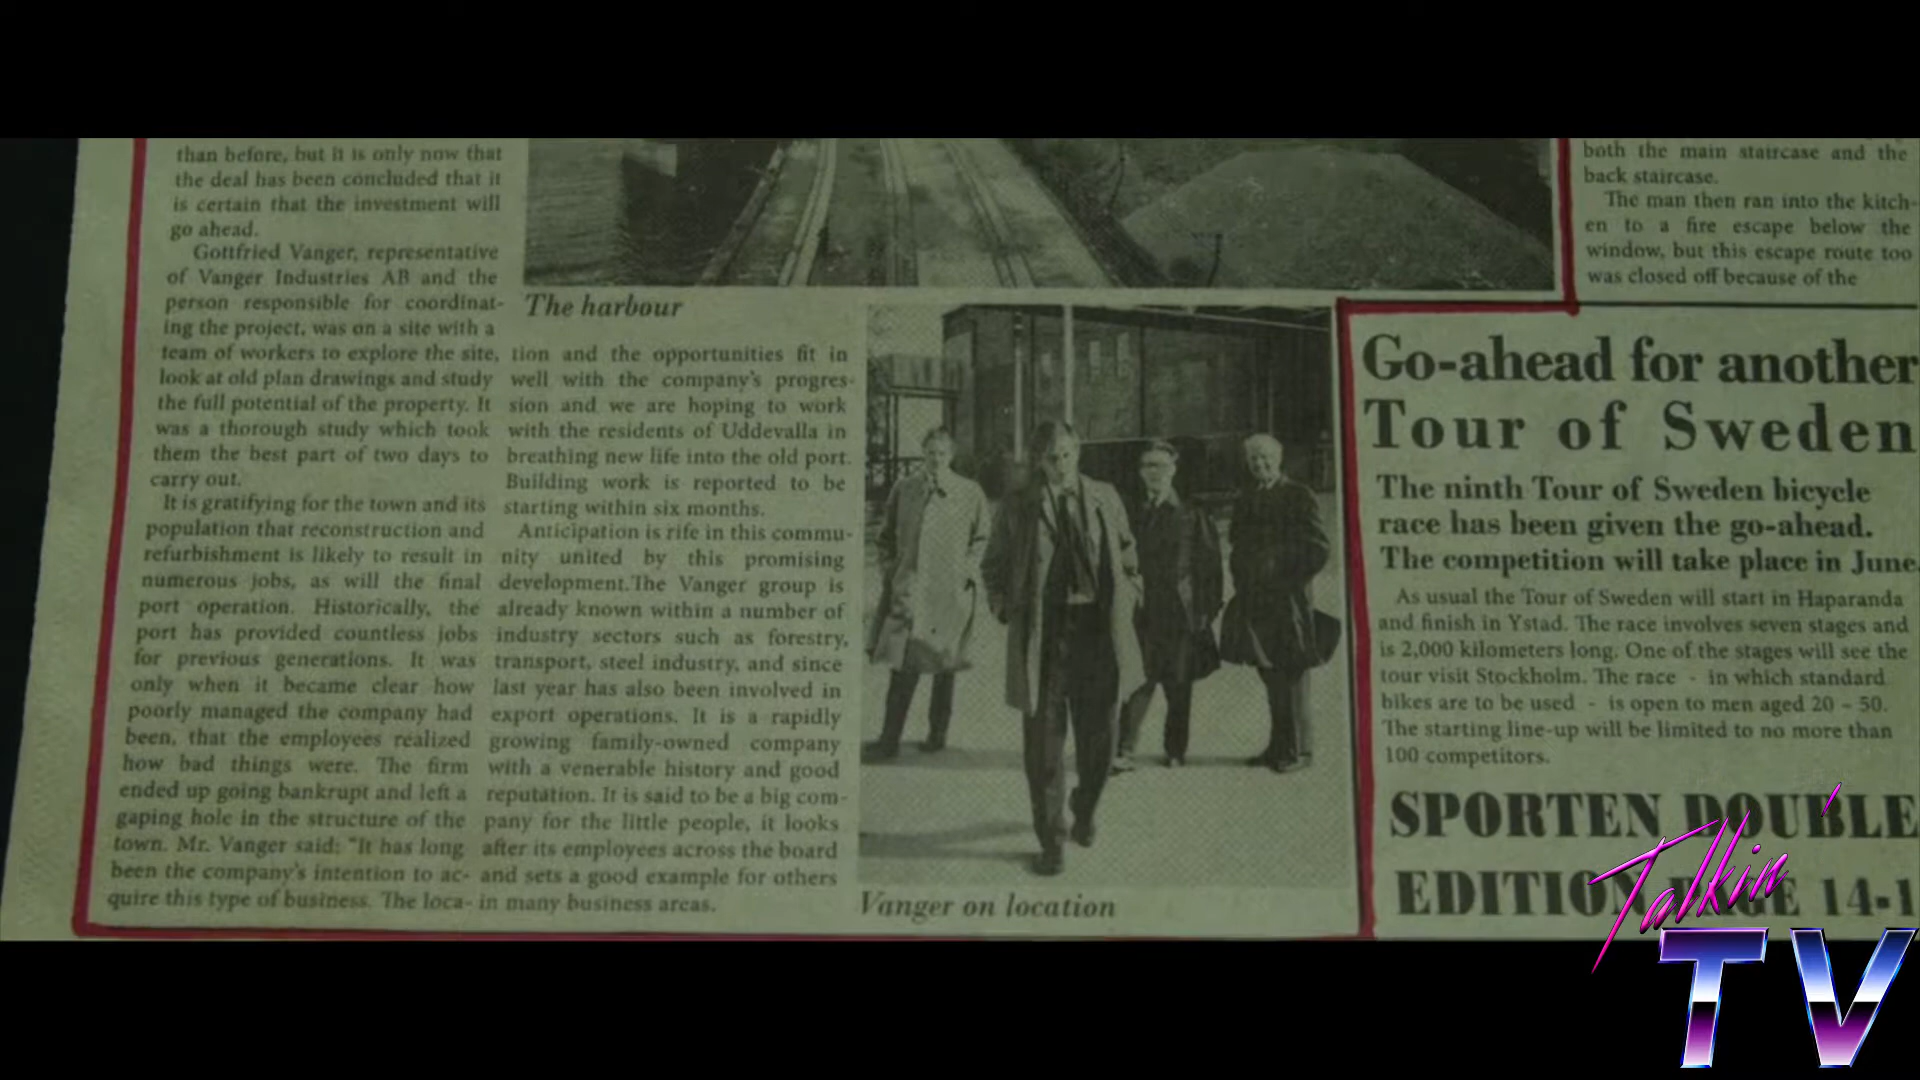 than before, but it is only now that
the deal has been concluded that it
is certain that the investment will
go ahead.
Gottfried Vanger, representative
of Vanger Industries AB and the
person responsible for coordinat-
ing the project, was on a site with a
team of workers to explore the site,
look at old plan drawings and study
the full potential of the property. It
was a thorough study which took
them the best part of two days to
carry out.
It is gratifying for the town and its
population that reconstruction and
refurbishment is likely to result in
numerous jobs, as will the final
port operation. Historically, the
port has provided countless jobs
for previous generations. It was
only when it became clear how
poorly managed the company had
been, that the employees realized
how bad things were. The firm
ended up going bankrupt and left a
gaping hole in the structure of the
town. Mr. Vanger said: "It has long
been the company's intention to ac-
quire this type of business. The loca-
The harbour
tion and the opportunities fit in
well with the company's progres-
sion and we are hoping to work
with the residents of Uddevalla in
breathing new life into the old port.
Building work is reported to be
starting within six months.
Anticipation is rife in this commu-
nity united by this promising
development.The Vanger group is
already known within a number of
industry sectors such as forestry,
transport, steel industry, and since
last year has also been involved in
export operations. It is a rapidly
growing family-owned company
with a venerable history and good
reputation. It is said to be a big com-
pany for the little people, it looks
after its employees across the board
and sets a good example for others
in many business areas.
Vanger on location
both the main staircase and the
back staircase.
The man then ran into the kitch-
en to a fire escape below the
window, but this escape route too
was closed off because of the
Go-ahead for another
Tour of Sweden
The ninth Tour of Sweden bicycle
race has been given the go-ahead.
The competition will take place in June.
As usual the Tour of Sweden will start in Haparanda
and finish in Ystad. The race involves seven stages and
is 2,000 kilometers long. One of the stages will see the
tour visit Stockholm. The race - in which standard
bikes are to be used - is open to men aged 20 - 50.
The starting line-up will be limited to no more than
100 competitors.
SPORTEN DOUBLE
EDITION PAGE 14-1
Talkin
TV